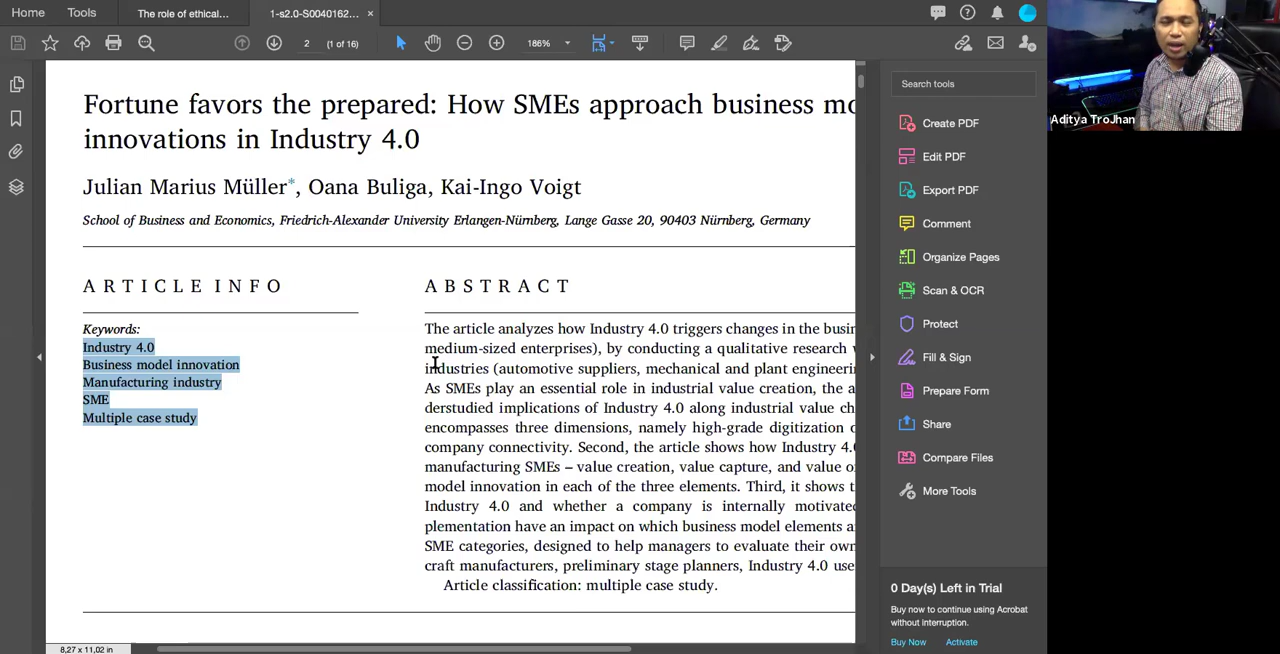 Home
Tools
The role of ethical...
1-s2.0-S0040162...
2
(1 of 16)
186%
Fortune favors the prepared: How SMEs approach business mo
innovations in Industry 4.0
Julian Marius Müller*, Oana Buliga, Kai-Ingo Voigt
School of Business and Economics, Friedrich-Alexander University Erlangen-Nürnberg, Lange Gasse 20, 90403 Nürnberg, Germany
ARTICLE INFO
Keywords:
Industry 4.0
Business model innovation
Manufacturing industry
SME
Multiple case study
ABSTRACT
The article analyzes how Industry 4.0 triggers changes in the busin
medium-sized enterprises), by conducting a qualitative research
industries (automotive suppliers, mechanical and plant engineerin
As SMEs play an essential role in industrial value creation, the a
derstudied implications of Industry 4.0 along industrial value ch
encompasses three dimensions, namely high-grade digitization o
company connectivity. Second, the article shows how Industry 4.0
manufacturing SMEs – value creation, value capture, and value o
model innovation in each of the three elements. Third, it shows t
Industry 4.0 and whether a company is internally motivated
plementation have an impact on which business model elements a
SME categories, designed to help managers to evaluate their own
craft manufacturers, preliminary stage planners, Industry 4.0 use
Article classification: multiple case study.
8,27 x 11,02 in
Search tools
Create PDF
Edit PDF
Export PDF
Comment
Organize Pages
Scan & OCR
Protect
Fill & Sign
Prepare Form
Share
Compare Files
More Tools
0 Day(s) Left in Trial
Buy now to continue using Acrobat
without interruption.
Buy Now
Activate
Aditya TroJhan